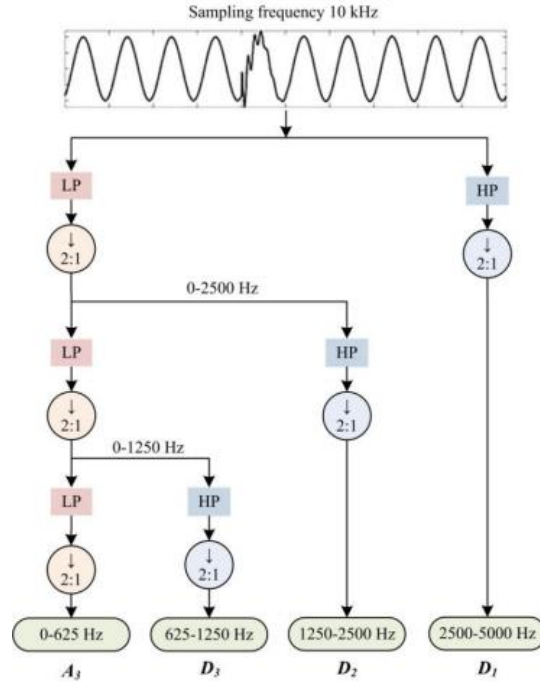 Sampling frequency 10 kHz
LP
HP
↓
2:1
↓
2:1
0-2500 Hz
LP
HP
↓
2:1
↓
2:1
0-1250 Hz
LP
HP
↓
2:1
↓
2:1
0-625 Hz
625-1250 Hz
1250-2500 Hz
2500-5000 Hz
A3
D3
D2
D1